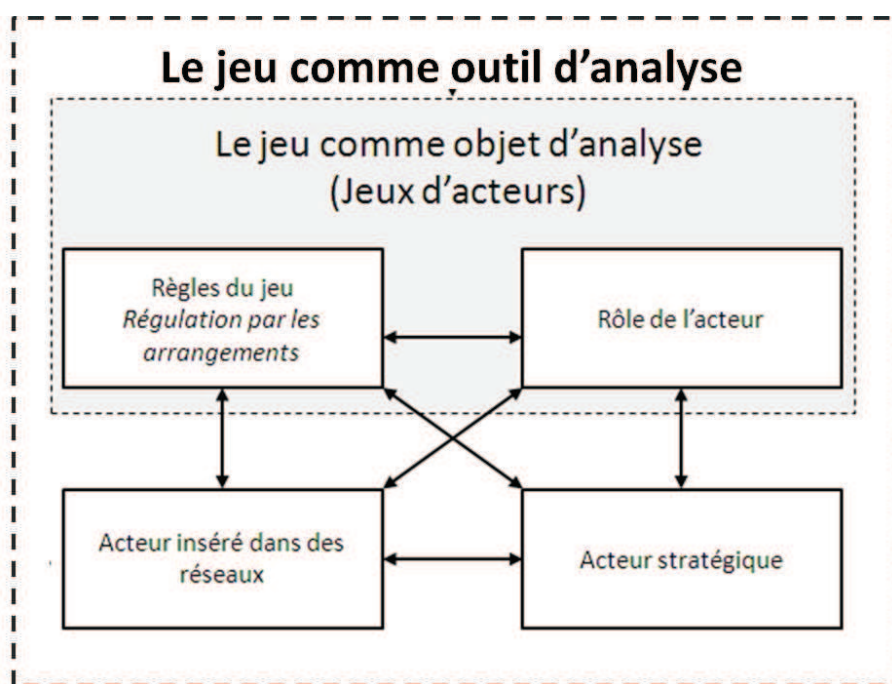 Le jeu comme outil d’analyse
Le jeu comme objet d’analyse
(Jeux d’acteurs)
Règles du jeu
Régulation par les
arrangements
Rôle de l’acteur
Acteur inséré dans des
réseaux
Acteur stratégique